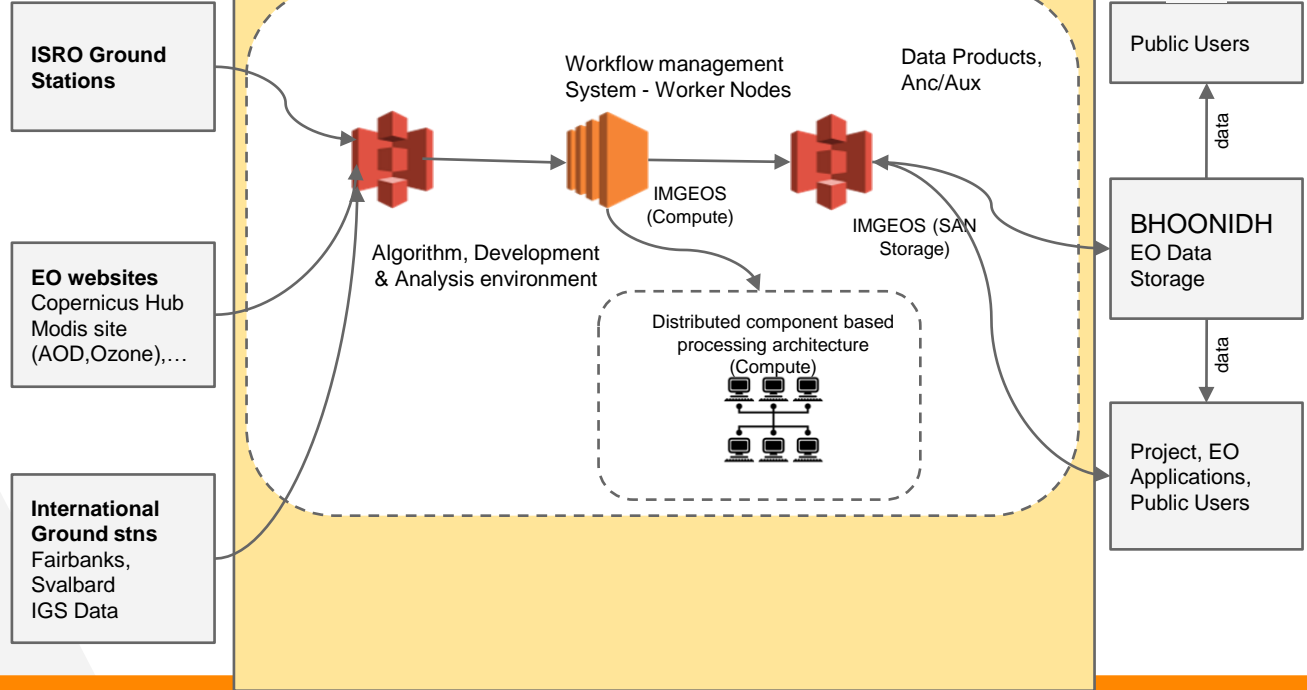 ISRO Ground
Stations
EO websites
Copernicus Hub
Modis site
(AOD,Ozone),…
International
Ground stns
Fairbanks,
Svalbard
IGS Data
Workflow management
System - Worker Nodes
Data Products,
Anc/Aux
IMGEOS
(Compute)
IMGEOS (SAN
Storage)
Algorithm, Development
& Analysis environment
Distributed component based
processing architecture
(Compute)
Public Users
data
BHOONIDH
EO Data
Storage
data
Project, EO
Applications,
Public Users